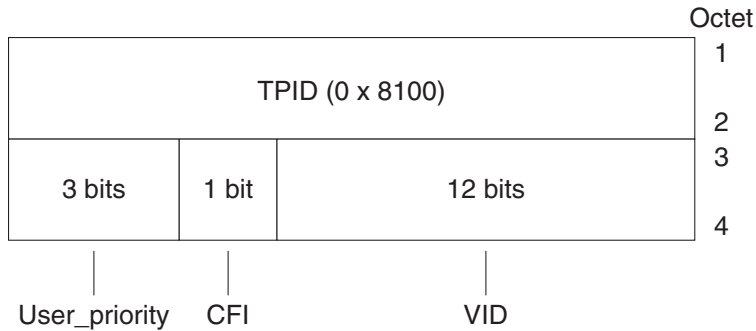 Octet
1
TPID (0 x 8100)
2
3
3 bits 1 bit 12 bits
4
User_priority CFI VID